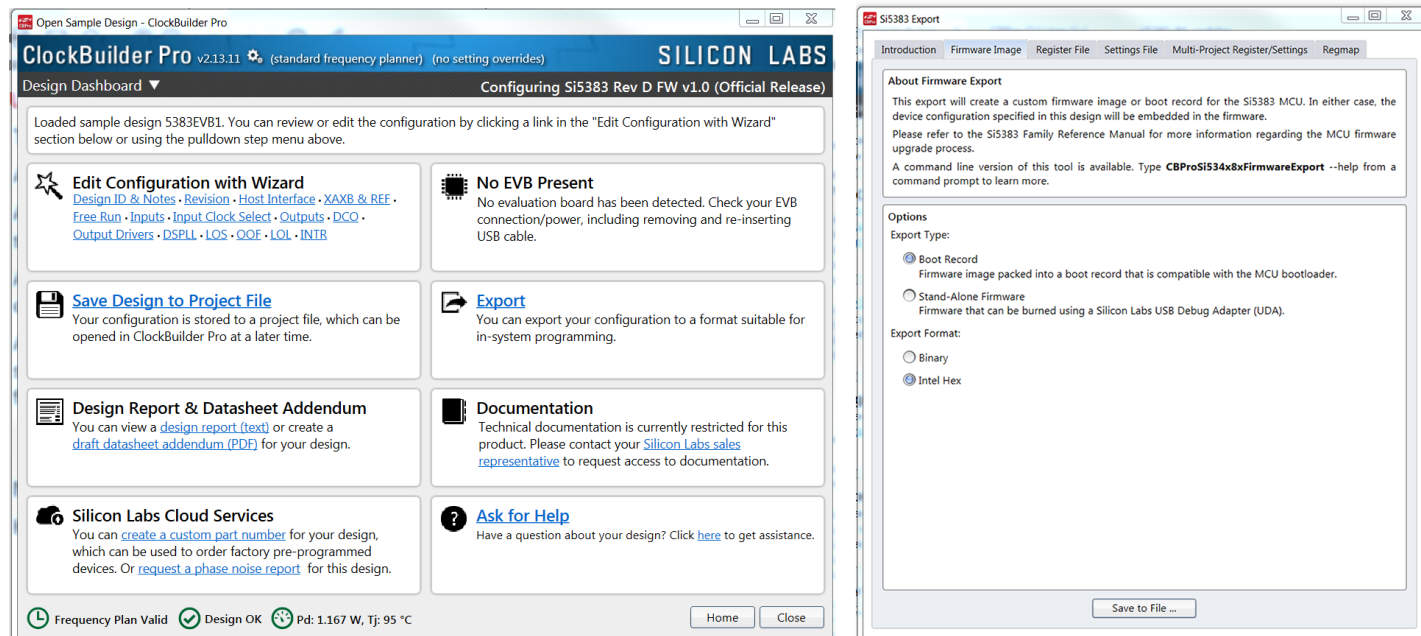 Open Sample Design - ClockBuilder Pro
ClockBuilder Pro v2.13.11 (standard frequency planner) (no setting overrides) SILICON LABS
Design Dashboard ▼ Configuring Si5383 Rev D FW v1.0 (Official Release)
Loaded sample design 5383EVB1. You can review or edit the configuration by clicking a link in the "Edit Configuration with Wizard"
section below or using the pulldown step menu above.
Edit Configuration with Wizard
Design ID & Notes · Revision · Host Interface · XAXB & REF ·
Free Run · Inputs · Input Clock Select · Outputs · DCO ·
Output Drivers · DSPLL · LOS · OOF · LOL · INTR
No EVB Present
No evaluation board has been detected. Check your EVB
connection/power, including removing and re-inserting
USB cable.
Save Design to Project File
Your configuration is stored to a project file, which can be
opened in ClockBuilder Pro at a later time.
Export
You can export your configuration to a format suitable for
in-system programming.
Design Report & Datasheet Addendum
You can view a design report (text) or create a
draft datasheet addendum (PDF) for your design.
Documentation
Technical documentation is currently restricted for this
product. Please contact your Silicon Labs sales
representative to request access to documentation.
Silicon Labs Cloud Services
You can create a custom part number for your design,
which can be used to order factory pre-programmed
devices. Or request a phase noise report for this design.
? Ask for Help
Have a question about your design? Click here to get assistance.
Frequency Plan Valid Design OK Pd: 1.167 W, Tj: 95 °C
Home Close
Si5383 Export
Introduction Firmware Image Register File Settings File Multi-Project Register/Settings Regmap
About Firmware Export
This export will create a custom firmware image or boot record for the Si5383 MCU. In either case, the
device configuration specified in this design will be embedded in the firmware.
Please refer to the Si5383 Family Reference Manual for more information regarding the MCU firmware
upgrade process.
A command line version of this tool is available. Type CBProSi534x8xFirmwareExport --help from a
command prompt to learn more.
Options
Export Type:
Boot Record
Firmware image packed into a boot record that is compatible with the MCU bootloader.
Stand-Alone Firmware
Firmware that can be burned using a Silicon Labs USB Debug Adapter (UDA).
Export Format:
Binary
Intel Hex
Save to File ...